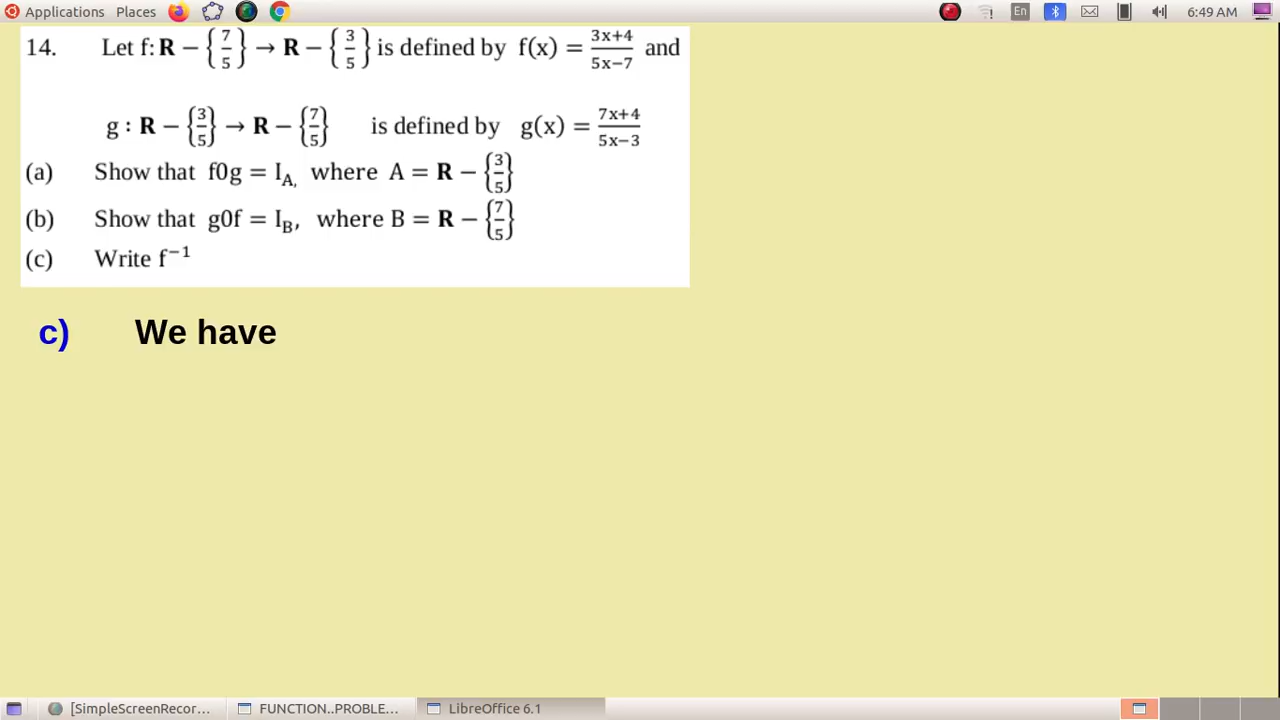 Applications Places En 6:49 AM
14. Let f: R − {7/5} → R − {3/5} is defined by f(x) = 3x+4/5x−7 and
g : R − {3/5} → R − {7/5} is defined by g(x) = 7x+4/5x−3
(a) Show that f0g = I_A, where A = R − {3/5}
(b) Show that g0f = I_B, where B = R − {7/5}
(c) Write f⁻¹
c) We have
[SimpleScreenRecor... FUNCTION..PROBLE... LibreOffice 6.1